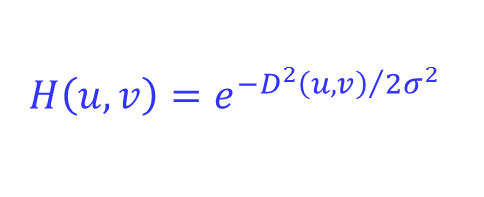 H(u,v) = e^{-D^2(u,v)/2σ^2}